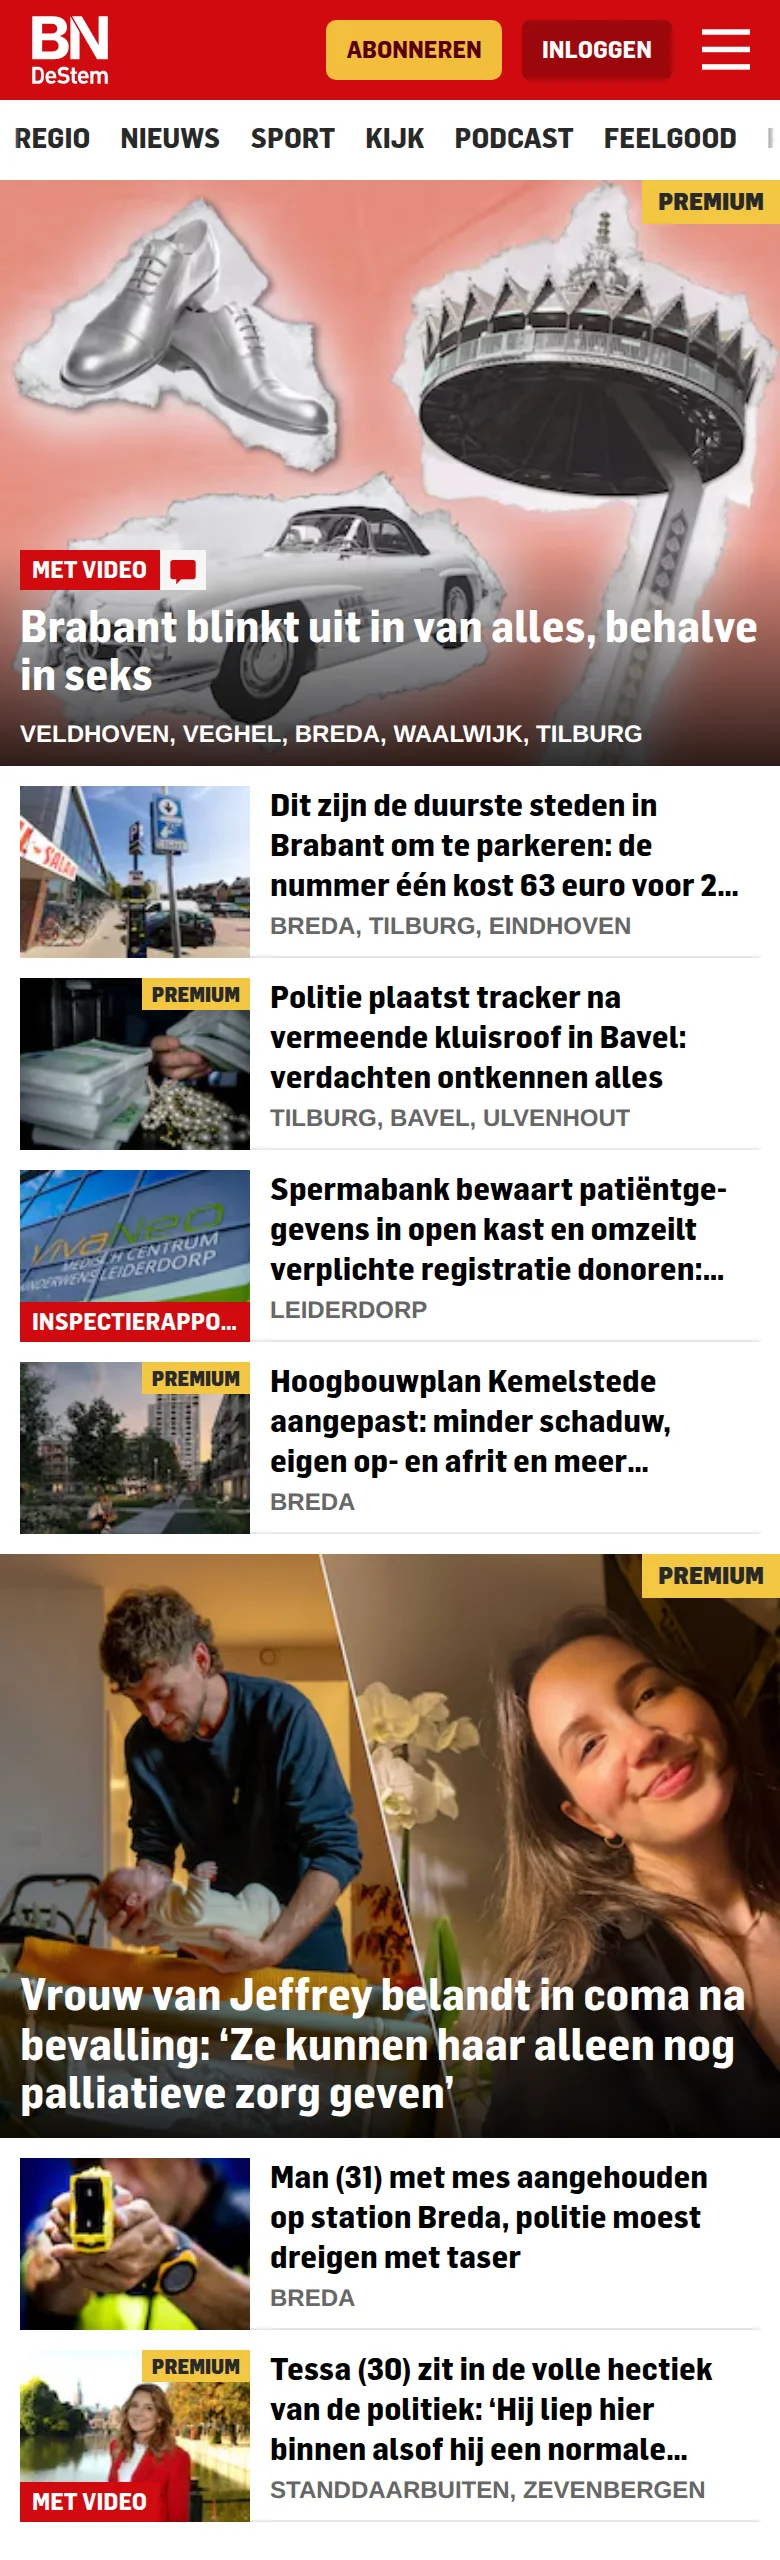 BN
DeStem
ABONNEREN
INLOGGEN
REGIO NIEUWS SPORT KIJK PODCAST FEELGOOD
PREMIUM
MET VIDEO
Brabant blinkt uit in van alles, behalve
in seks
VELDHOVEN, VEGHEL, BREDA, WAALWIJK, TILBURG
Dit zijn de duurste steden in
Brabant om te parkeren: de
nummer één kost 63 euro voor 2...
BREDA, TILBURG, EINDHOVEN
PREMIUM
Politie plaatst tracker na
vermeende kluisroof in Bavel:
verdachten ontkennen alles
TILBURG, BAVEL, ULVENHOUT
VivaNeo
MEDISCH CENTRUM
KINDERWENS LEIDERDORP
INSPECTIERAPPO...
Spermabank bewaart patiëntge-
gevens in open kast en omzeilt
verplichte registratie donoren:...
LEIDERDORP
PREMIUM
Hoogbouwplan Kemelstede
aangepast: minder schaduw,
eigen op- en afrit en meer...
BREDA
PREMIUM
Vrouw van Jeffrey belandt in coma na
bevalling: ‘Ze kunnen haar alleen nog
palliatieve zorg geven’
Man (31) met mes aangehouden
op station Breda, politie moest
dreigen met taser
BREDA
PREMIUM
MET VIDEO
Tessa (30) zit in de volle hectiek
van de politiek: ‘Hij liep hier
binnen alsof hij een normale...
STANDDAARBUITEN, ZEVENBERGEN